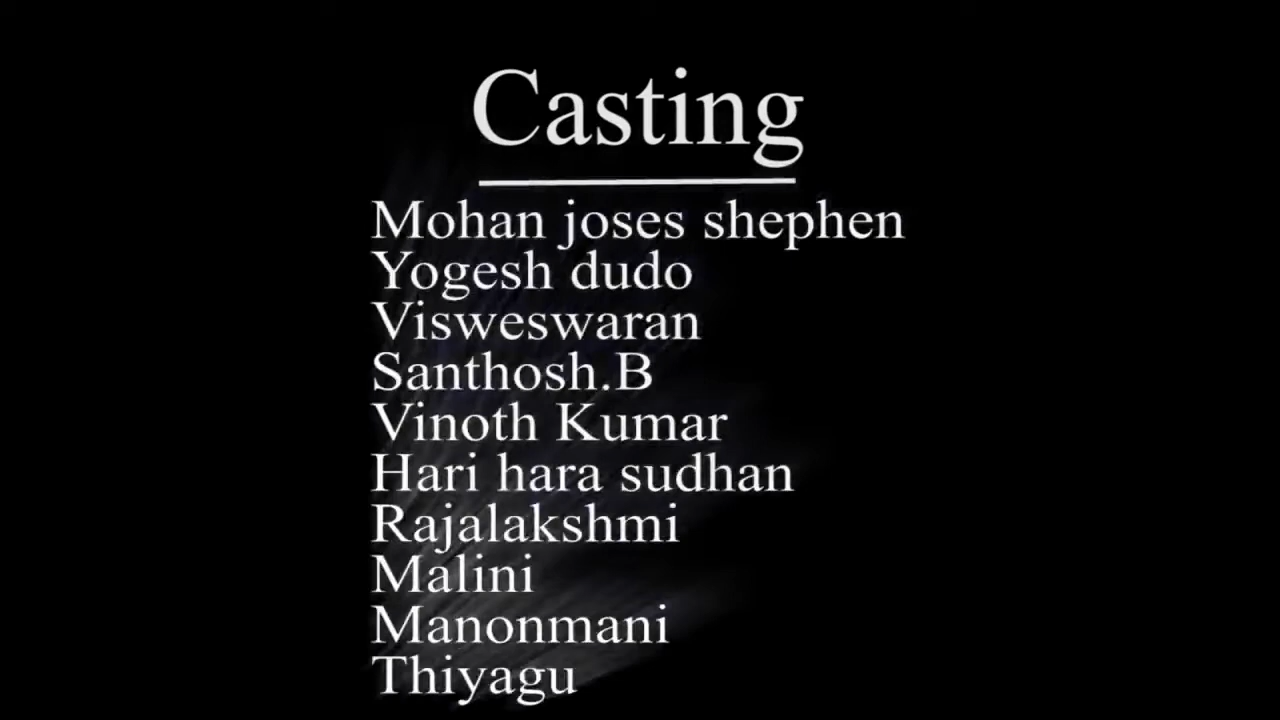 Casting
Mohan joses shephen
Yogesh dudo
Visweswaran
Santhosh.B
Vinoth Kumar
Hari hara sudhan
Rajalakshmi
Malini
Manonmani
Thiyagu